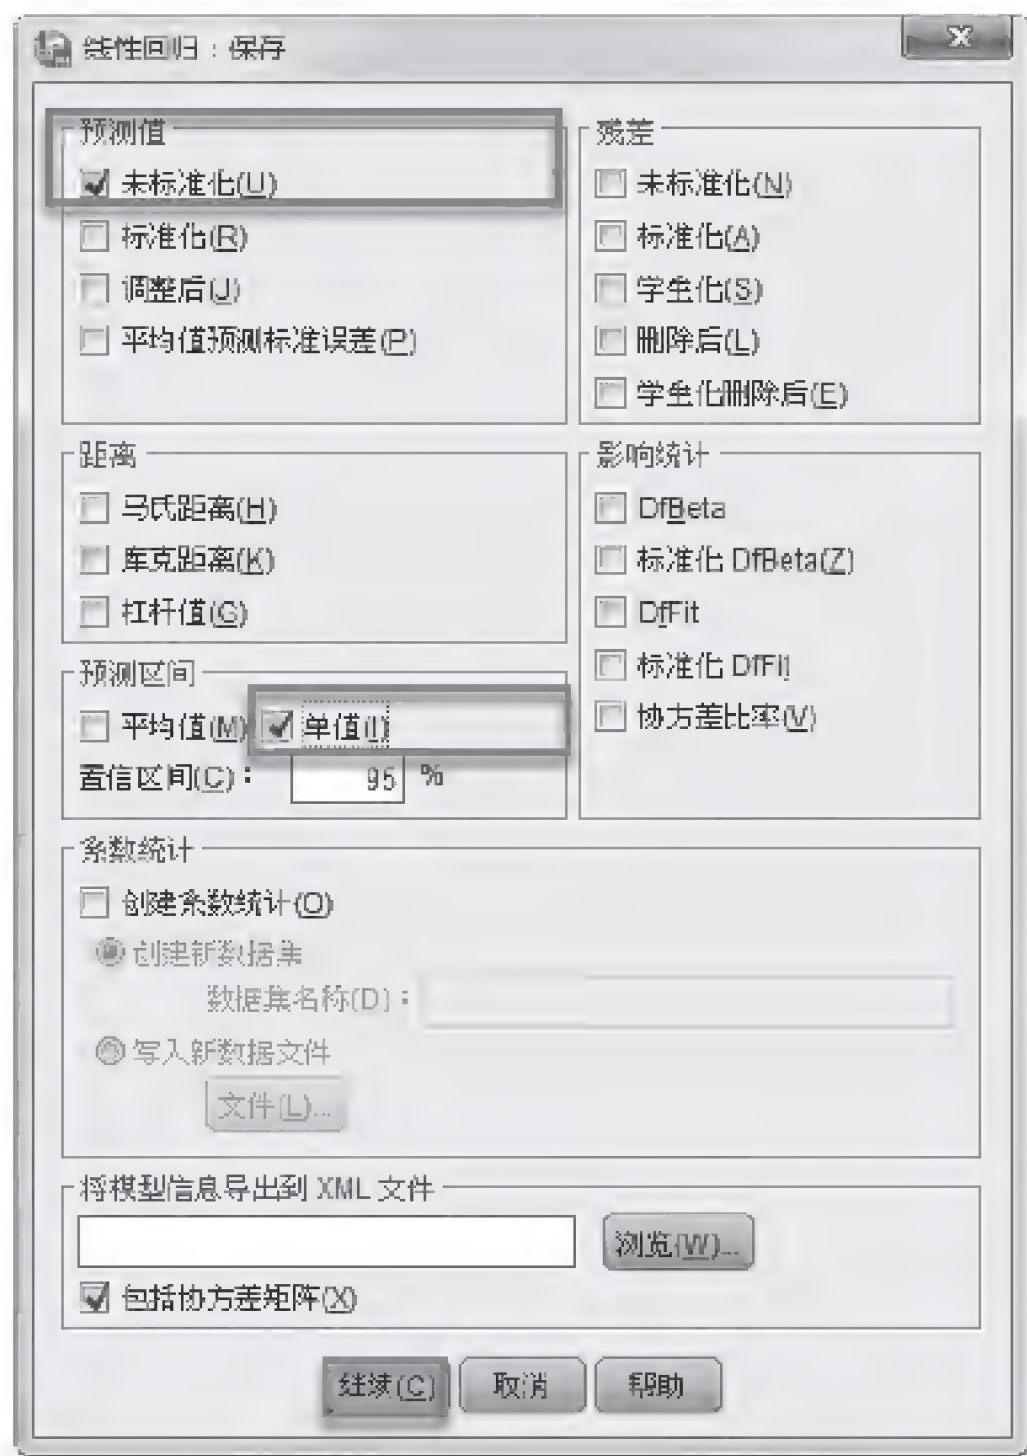 线性回归：保存
预测值
未标准化(U)
标准化(R)
调整后(J)
平均值预测标准误差(P)
残差
未标准化(N)
标准化(A)
学生化(S)
删除后(L)
学生化删除后(E)
距离
马氏距离(H)
库克距离(K)
杠杆值(G)
影响统计
DfBeta
标准化 DfBeta(Z)
DfFit
标准化 DfFit
协方差比率(V)
预测区间
平均值(M) 单值(I)
置信区间(C)： 95 %
系数统计
创建系数统计(O)
创建新数据集
数据集名称(D)：
写入新数据文件
文件(L)...
将模型信息导出到 XML 文件
浏览(W)...
包括协方差矩阵(X)
继续(C) 取消 帮助